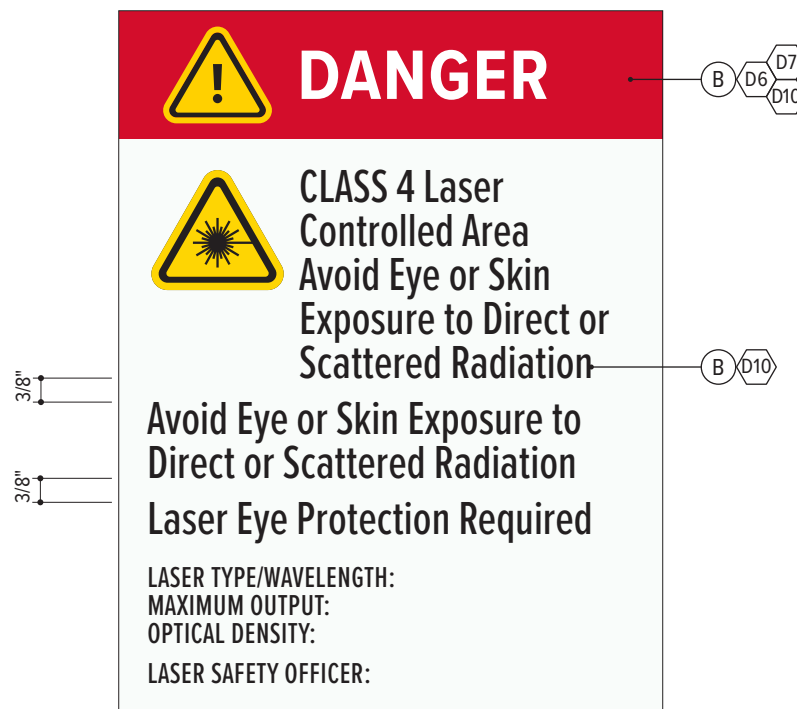 !
DANGER
B
D6
D7
D10
CLASS 4 Laser
Controlled Area
Avoid Eye or Skin
Exposure to Direct or
Scattered Radiation
B
D10
3/8"
Avoid Eye or Skin Exposure to
Direct or Scattered Radiation
3/8"
Laser Eye Protection Required
LASER TYPE/WAVELENGTH:
MAXIMUM OUTPUT:
OPTICAL DENSITY:
LASER SAFETY OFFICER: